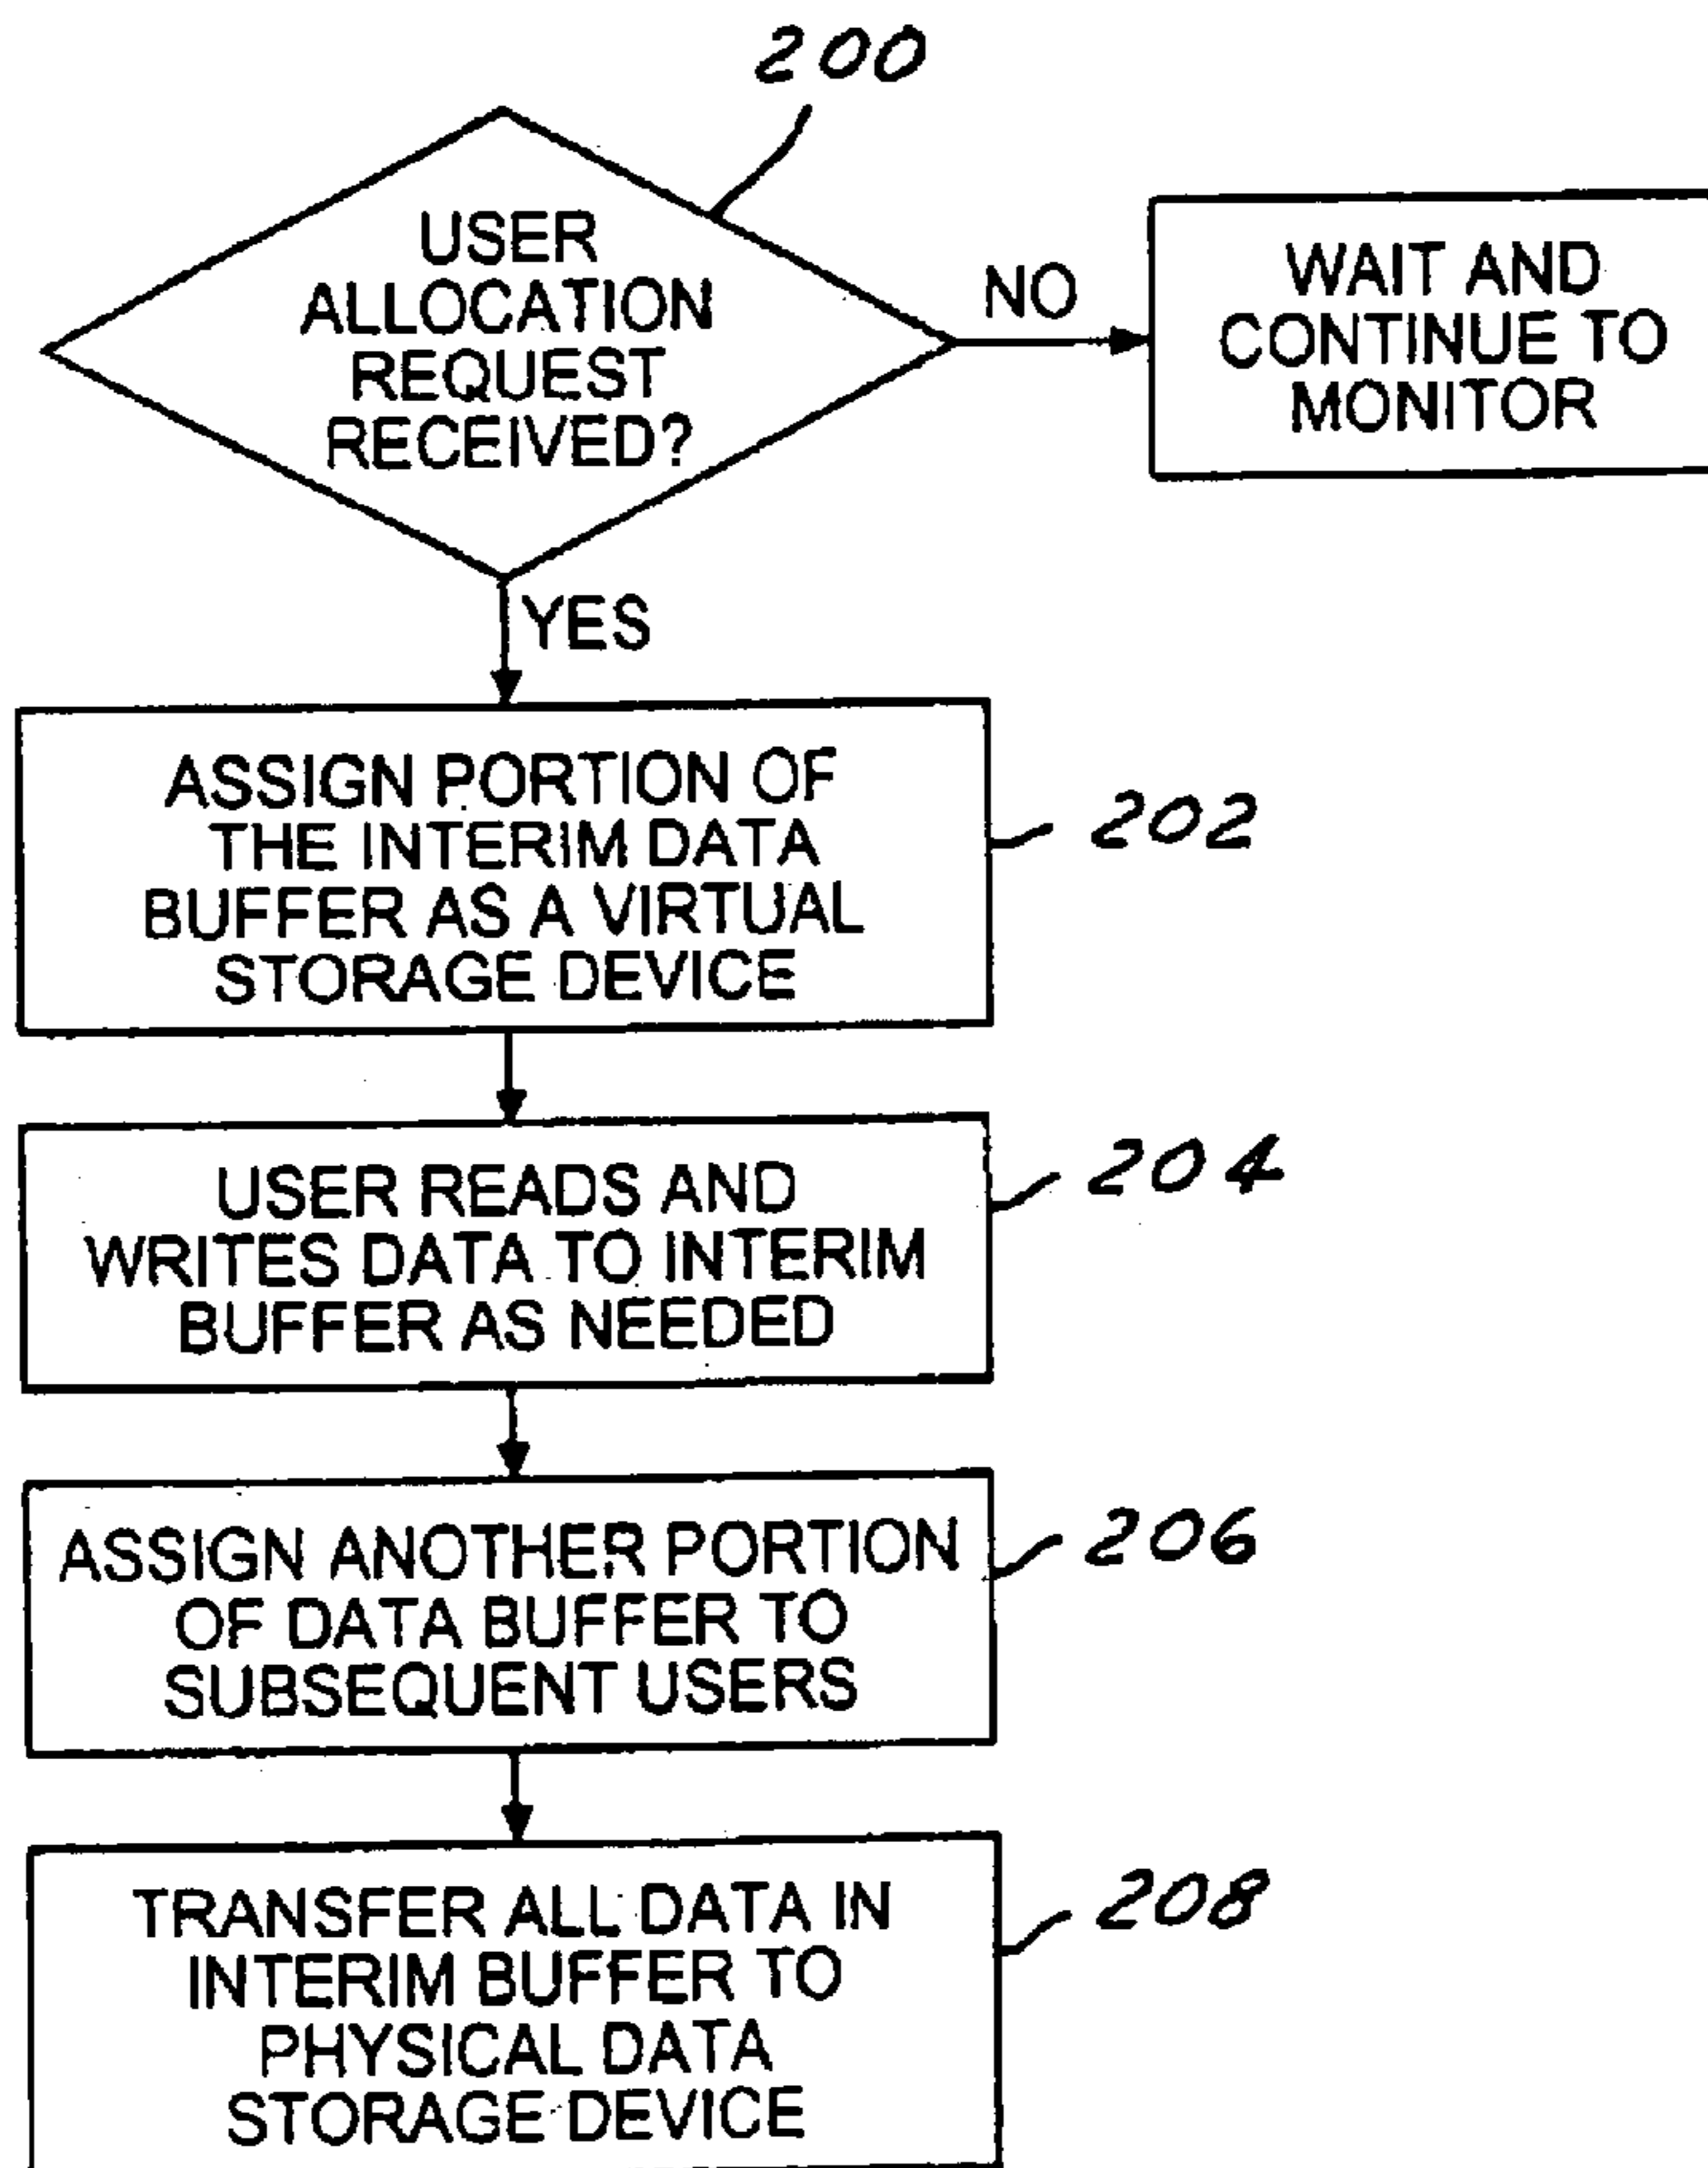 200
USER
ALLOCATION
REQUEST
RECEIVED?
NO
WAIT AND
CONTINUE TO
MONITOR
YES
ASSIGN PORTION OF
THE INTERIM DATA
BUFFER AS A VIRTUAL
STORAGE DEVICE
202
USER READS AND
WRITES DATA TO INTERIM
BUFFER AS NEEDED
204
ASSIGN ANOTHER PORTION
OF DATA BUFFER TO
SUBSEQUENT USERS
206
TRANSFER ALL DATA IN
INTERIM BUFFER TO
PHYSICAL DATA
STORAGE DEVICE
208